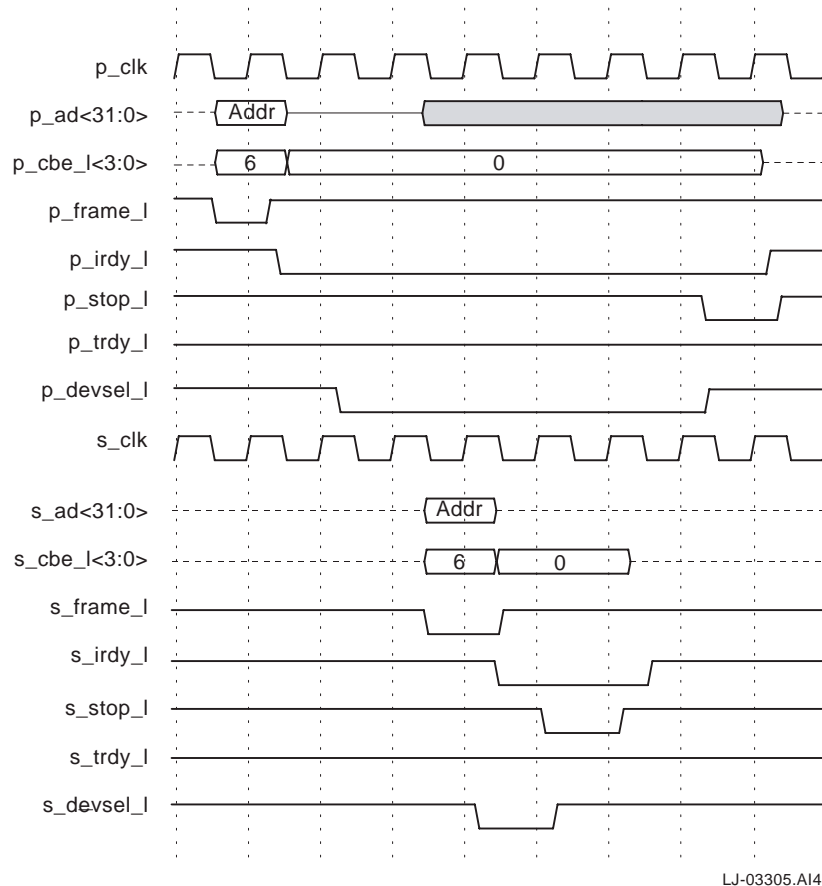 p_clk
p_ad<31:0> Addr
p_cbe_l<3:0> 6 0
p_frame_l
p_irdy_l
p_stop_l
p_trdy_l
p_devsel_l
s_clk
s_ad<31:0> Addr
s_cbe_l<3:0> 6 0
s_frame_l
s_irdy_l
s_stop_l
s_trdy_l
s_devsel_l
LJ-03305.AI4